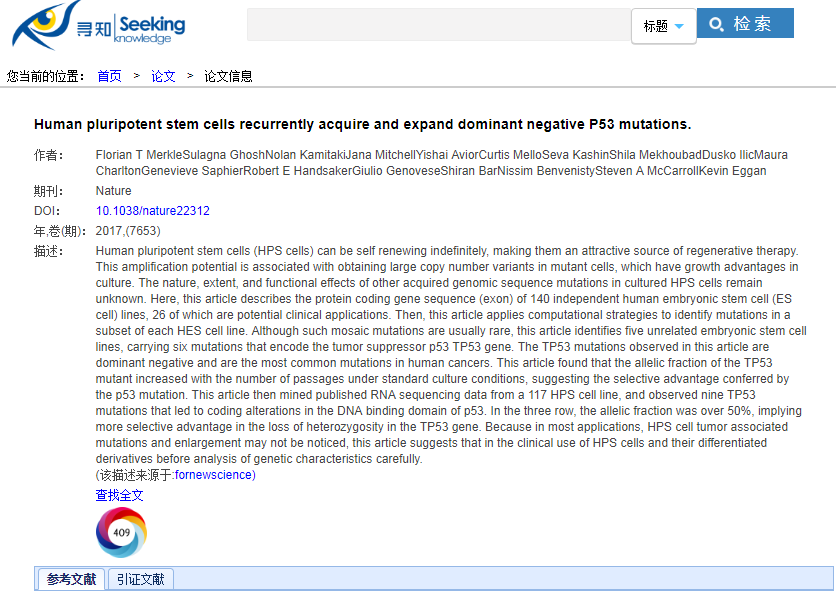 寻知 Seeking
knowledge
标题 检索
您当前的位置： 首页 > 论文 > 论文信息
Human pluripotent stem cells recurrently acquire and expand dominant negative P53 mutations.
作者： Florian T MerkleSulagna GhoshNolan KamitakiJana MitchellYishai AviorCurtis MelloSeva KashinShila MekhoubadDusko IlicMaura
CharltonGenevieve SaphierRobert E HandsakerGiulio GenoveseShiran BarNissim BenvenistySteven A McCarrollKevin Eggan
期刊： Nature
DOI： 10.1038/nature22312
年,卷(期)： 2017,(7653)
描述： Human pluripotent stem cells (HPS cells) can be self renewing indefinitely, making them an attractive source of regenerative therapy.
This amplification potential is associated with obtaining large copy number variants in mutant cells, which have growth advantages in
culture. The nature, extent, and functional effects of other acquired genomic sequence mutations in cultured HPS cells remain
unknown. Here, this article describes the protein coding gene sequence (exon) of 140 independent human embryonic stem cell (ES
cell) lines, 26 of which are potential clinical applications. Then, this article applies computational strategies to identify mutations in a
subset of each HES cell line. Although such mosaic mutations are usually rare, this article identifies five unrelated embryonic stem cell
lines, carrying six mutations that encode the tumor suppressor p53 TP53 gene. The TP53 mutations observed in this article are
dominant negative and are the most common mutations in human cancers. This article found that the allelic fraction of the TP53
mutant increased with the number of passages under standard culture conditions, suggesting the selective advantage conferred by
the p53 mutation. This article then mined published RNA sequencing data from a 117 HPS cell line, and observed nine TP53
mutations that led to coding alterations in the DNA binding domain of p53. In the three row, the allelic fraction was over 50%, implying
more selective advantage in the loss of heterozygosity in the TP53 gene. Because in most applications, HPS cell tumor associated
mutations and enlargement may not be noticed, this article suggests that in the clinical use of HPS cells and their differentiated
derivatives before analysis of genetic characteristics carefully.
(该描述来源于:fornewscience)
查找全文
409
参考文献 引证文献